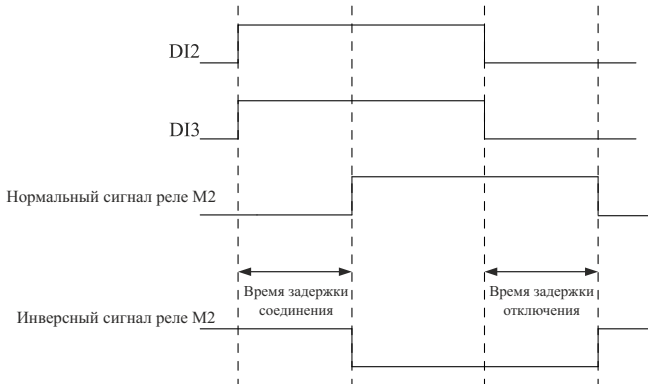 DI2
DI3
Нормальный сигнал реле M2
Время задержки
соединения
Время задержки
отключения
Инверсный сигнал реле M2